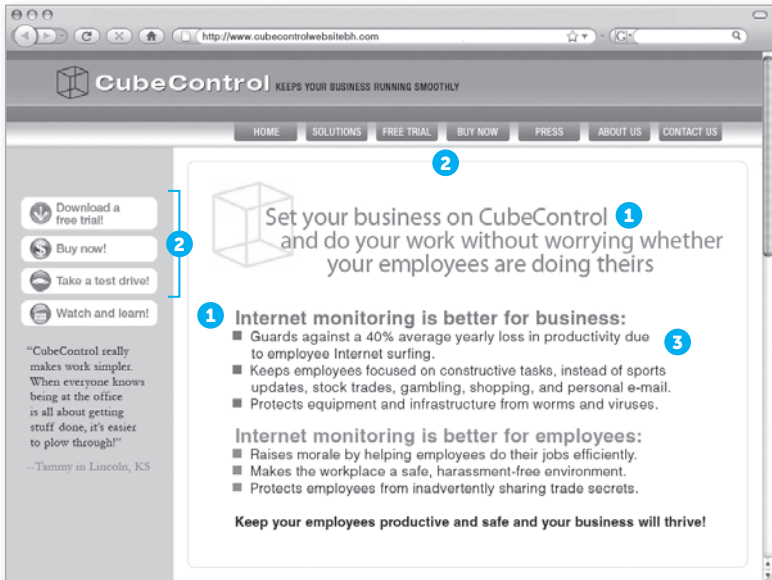 http://www.cubecontrolwebsitebh.com
G
CubeControl KEEPS YOUR BUSINESS RUNNING SMOOTHLY
HOME SOLUTIONS FREE TRIAL BUY NOW PRESS ABOUT US CONTACT US
2
Download a
free trial!
Buy now!
Take a test drive!
Watch and learn!
2
“CubeControl really
makes work simpler.
When everyone knows
being at the office
is all about getting
stuff done, it’s easier
to plow through!”
--Tammy in Lincoln, KS
Set your business on CubeControl 1
and do your work without worrying whether
your employees are doing theirs
1 Internet monitoring is better for business:
Guards against a 40% average yearly loss in productivity due 3
to employee Internet surfing.
Keeps employees focused on constructive tasks, instead of sports
updates, stock trades, gambling, shopping, and personal e-mail.
Protects equipment and infrastructure from worms and viruses.
Internet monitoring is better for employees:
Raises morale by helping employees do their jobs efficiently.
Makes the workplace a safe, harassment-free environment.
Protects employees from inadvertently sharing trade secrets.
Keep your employees productive and safe and your business will thrive!